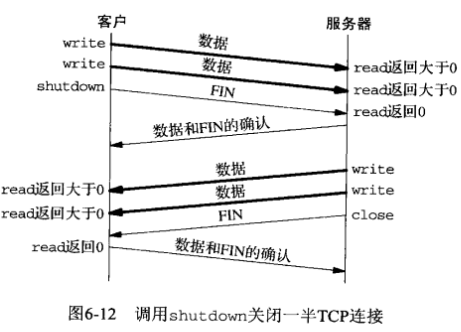 客户 服务器
write 数据
write 数据 read返回大于0
shutdown FIN read返回大于0
read返回0
数据和FIN的确认
数据 write
read返回大于0 数据 write
read返回大于0 FIN close
read返回0 数据和FIN的确认
图6-12 调用shutdown关闭一半TCP连接